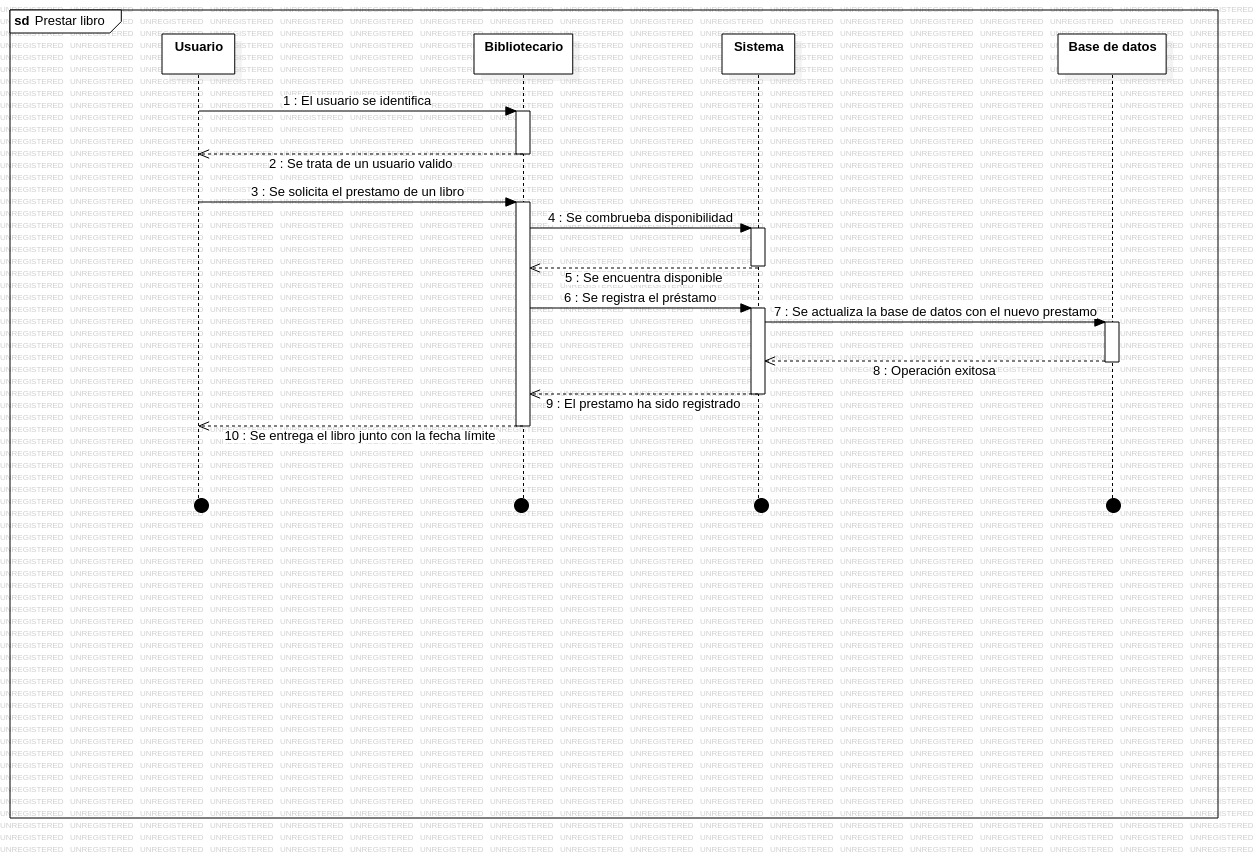 sd Prestar libro
Usuario
Bibliotecario
Sistema
Base de datos
1 : El usuario se identifica
2 : Se trata de un usuario valido
3 : Se solicita el prestamo de un libro
4 : Se combrueba disponibilidad
5 : Se encuentra disponible
6 : Se registra el préstamo
7 : Se actualiza la base de datos con el nuevo prestamo
8 : Operación exitosa
9 : El prestamo ha sido registrado
10 : Se entrega el libro junto con la fecha límite
UNREGISTERED